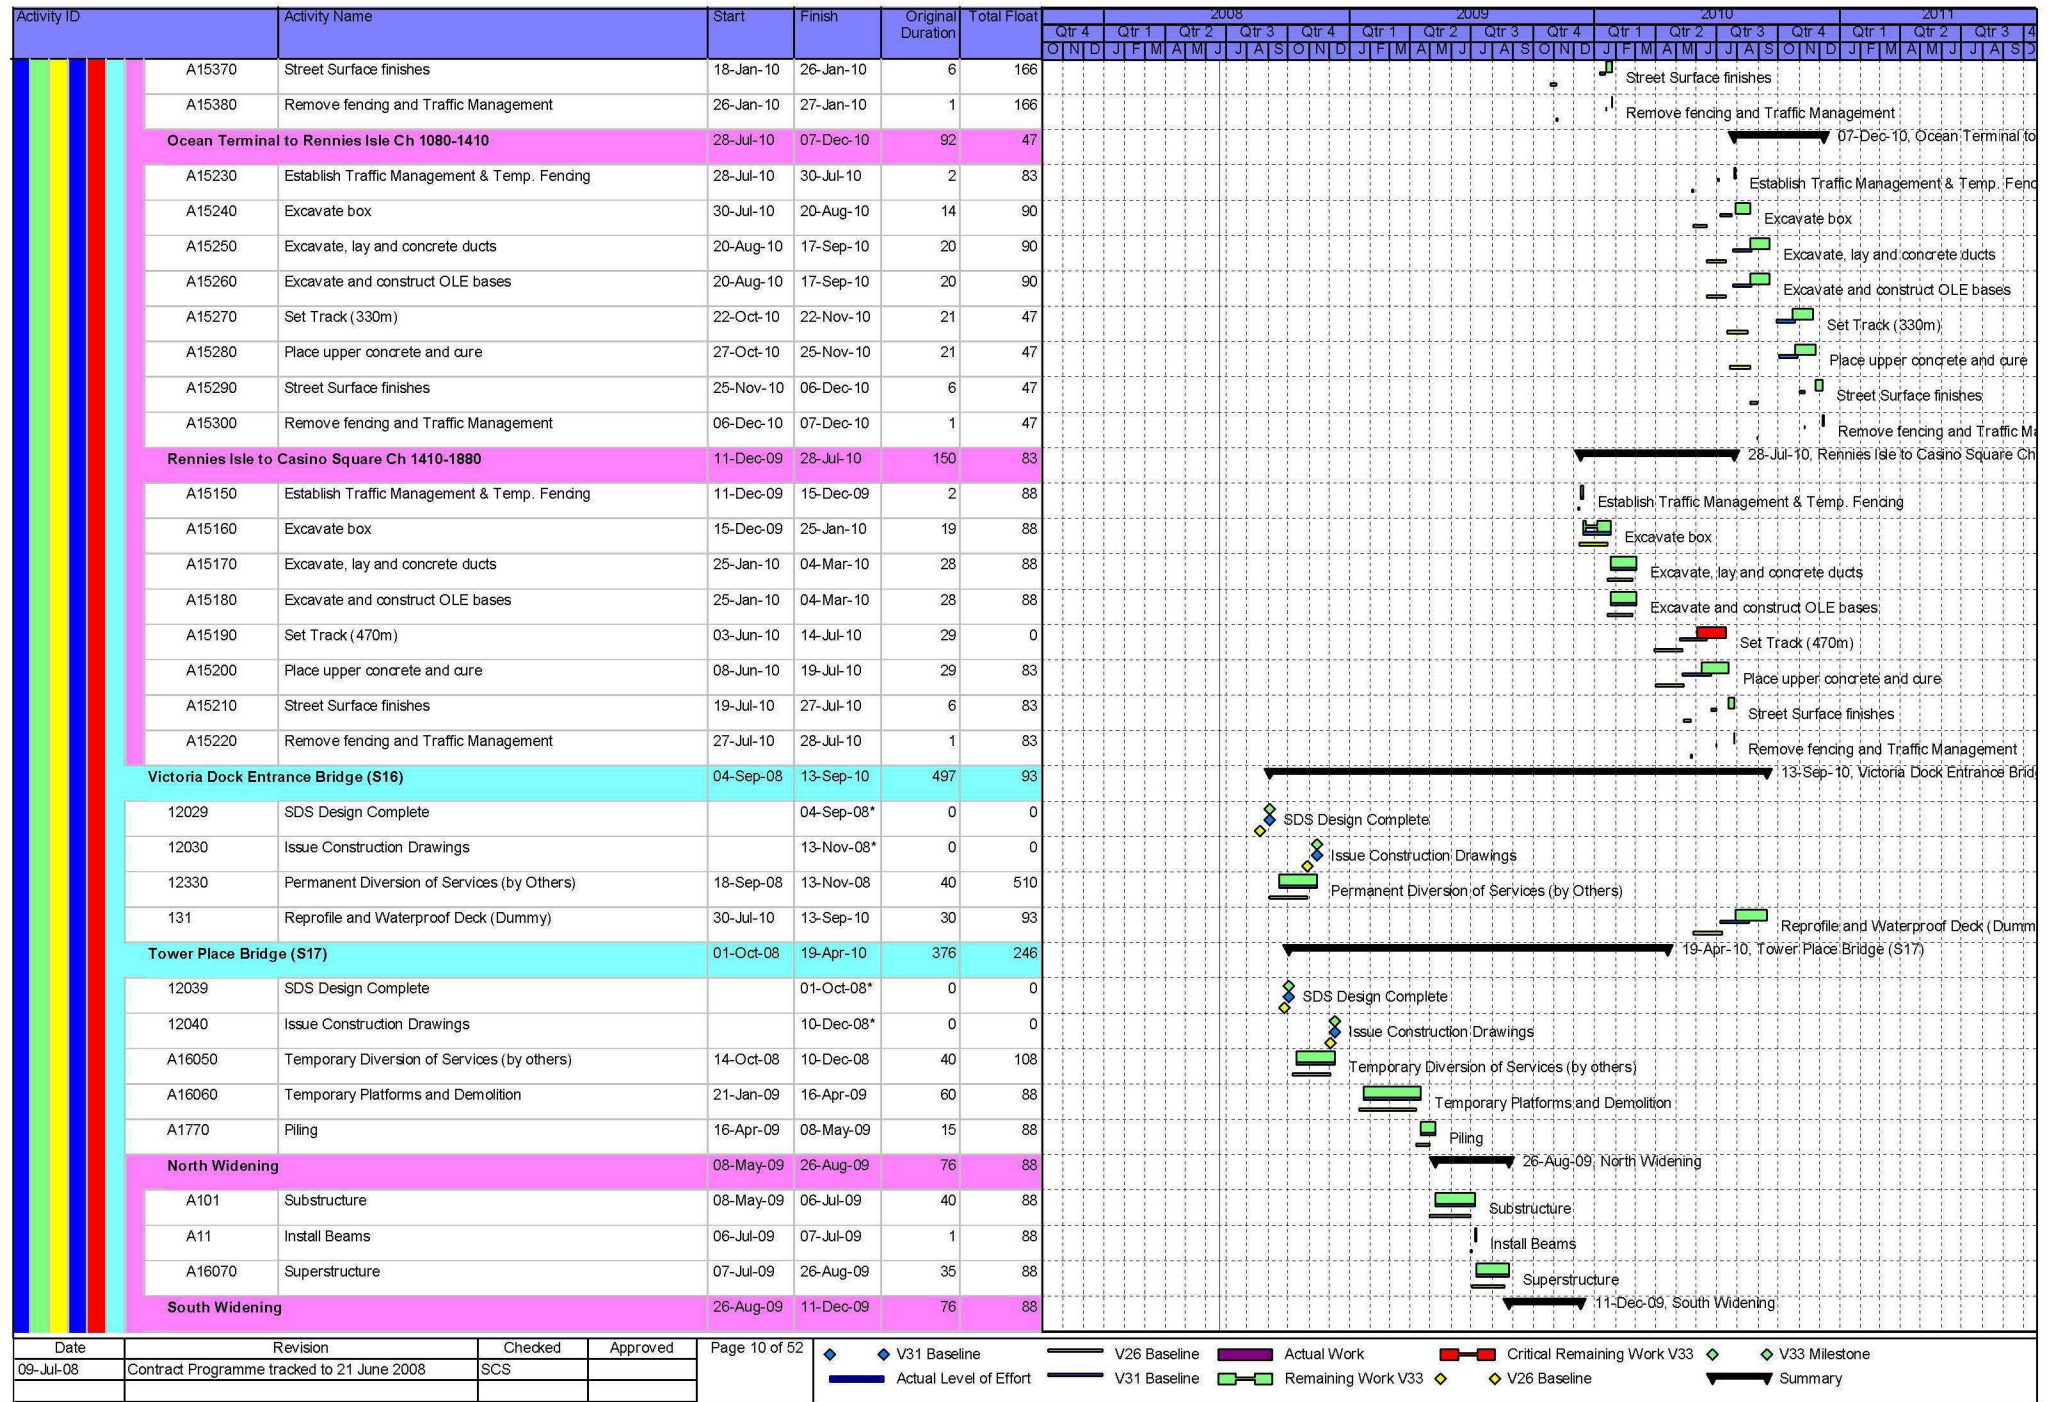 Activity ID Activity Name Start Finish Original Duration Total Float 2008 2009 2010 2011
Qtr 4 Qtr 1 Qtr 2 Qtr 3 Qtr 4 Qtr 1 Qtr 2 Qtr 3 Qtr 4 Qtr 1 Qtr 2 Qtr 3 Qtr 4 Qtr 1 Qtr 2 Qtr 3 4
O N D J F M A M J J A S O N D J F M A M J J A S O N D J F M A M J J A S O N D J F M A M J J A S
A15370 Street Surface finishes 18-Jan-10 26-Jan-10 6 166 Street Surface finishes
A15380 Remove fencing and Traffic Management 26-Jan-10 27-Jan-10 1 166 Remove fencing and Traffic Management
Ocean Terminal to Rennies Isle Ch 1080-1410 28-Jul-10 07-Dec-10 92 47 07-Dec-10, Ocean Terminal to
A15230 Establish Traffic Management & Temp. Fencing 28-Jul-10 30-Jul-10 2 83 Establish Traffic Management & Temp. Fenc
A15240 Excavate box 30-Jul-10 20-Aug-10 14 90 Excavate box
A15250 Excavate, lay and concrete ducts 20-Aug-10 17-Sep-10 20 90 Excavate, lay and concrete ducts
A15260 Excavate and construct OLE bases 20-Aug-10 17-Sep-10 20 90 Excavate and construct OLE bases
A15270 Set Track (330m) 22-Oct-10 22-Nov-10 21 47 Set Track (330m)
A15280 Place upper concrete and cure 27-Oct-10 25-Nov-10 21 47 Place upper concrete and cure
A15290 Street Surface finishes 25-Nov-10 06-Dec-10 6 47 Street Surface finishes
A15300 Remove fencing and Traffic Management 06-Dec-10 07-Dec-10 1 47 Remove fencing and Traffic Ma
Rennies Isle to Casino Square Ch 1410-1880 11-Dec-09 28-Jul-10 150 83 28-Jul-10, Rennies Isle to Casino Square Ch
A15150 Establish Traffic Management & Temp. Fencing 11-Dec-09 15-Dec-09 2 88 Establish Traffic Management & Temp. Fencing
A15160 Excavate box 15-Dec-09 25-Jan-10 19 88 Excavate box
A15170 Excavate, lay and concrete ducts 25-Jan-10 04-Mar-10 28 88 Excavate, lay and concrete ducts
A15180 Excavate and construct OLE bases 25-Jan-10 04-Mar-10 28 88 Excavate and construct OLE bases
A15190 Set Track (470m) 03-Jun-10 14-Jul-10 29 0 Set Track (470m)
A15200 Place upper concrete and cure 08-Jun-10 19-Jul-10 29 83 Place upper concrete and cure
A15210 Street Surface finishes 19-Jul-10 27-Jul-10 6 83 Street Surface finishes
A15220 Remove fencing and Traffic Management 27-Jul-10 28-Jul-10 1 83 Remove fencing and Traffic Management
Victoria Dock Entrance Bridge (S16) 04-Sep-08 13-Sep-10 497 93 13-Sep-10, Victoria Dock Entrance Brid
12029 SDS Design Complete 04-Sep-08* 0 0 SDS Design Complete
12030 Issue Construction Drawings 13-Nov-08* 0 0 Issue Construction Drawings
12330 Permanent Diversion of Services (by Others) 18-Sep-08 13-Nov-08 40 510 Permanent Diversion of Services (by Others)
131 Reprofile and Waterproof Deck (Dummy) 30-Jul-10 13-Sep-10 30 93 Reprofile and Waterproof Deck (Dumm
Tower Place Bridge (S17) 01-Oct-08 19-Apr-10 376 246 19-Apr-10, Tower Place Bridge (S17)
12039 SDS Design Complete 01-Oct-08* 0 0 SDS Design Complete
12040 Issue Construction Drawings 10-Dec-08* 0 0 Issue Construction Drawings
A16050 Temporary Diversion of Services (by others) 14-Oct-08 10-Dec-08 40 108 Temporary Diversion of Services (by others)
A16060 Temporary Platforms and Demolition 21-Jan-09 16-Apr-09 60 88 Temporary Platforms and Demolition
A1770 Piling 16-Apr-09 08-May-09 15 88 Piling
North Widening 08-May-09 26-Aug-09 76 88 26-Aug-09, North Widening
A101 Substructure 08-May-09 06-Jul-09 40 88 Substructure
A11 Install Beams 06-Jul-09 07-Jul-09 1 88 Install Beams
A16070 Superstructure 07-Jul-09 26-Aug-09 35 88 Superstructure
South Widening 26-Aug-09 11-Dec-09 76 88 11-Dec-09, South Widening
Date Revision Checked Approved Page 10 of 52
09-Jul-08 Contract Programme tracked to 21 June 2008 SCS
V31 Baseline V26 Baseline Actual Work Critical Remaining Work V33 V33 Milestone
Actual Level of Effort V31 Baseline Remaining Work V33 V26 Baseline Summary